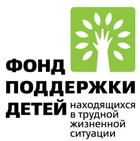 ФОНД
ПОДДЕРЖКИ
ДЕТЕЙ
находящихся
в трудной
жизненной
ситуации